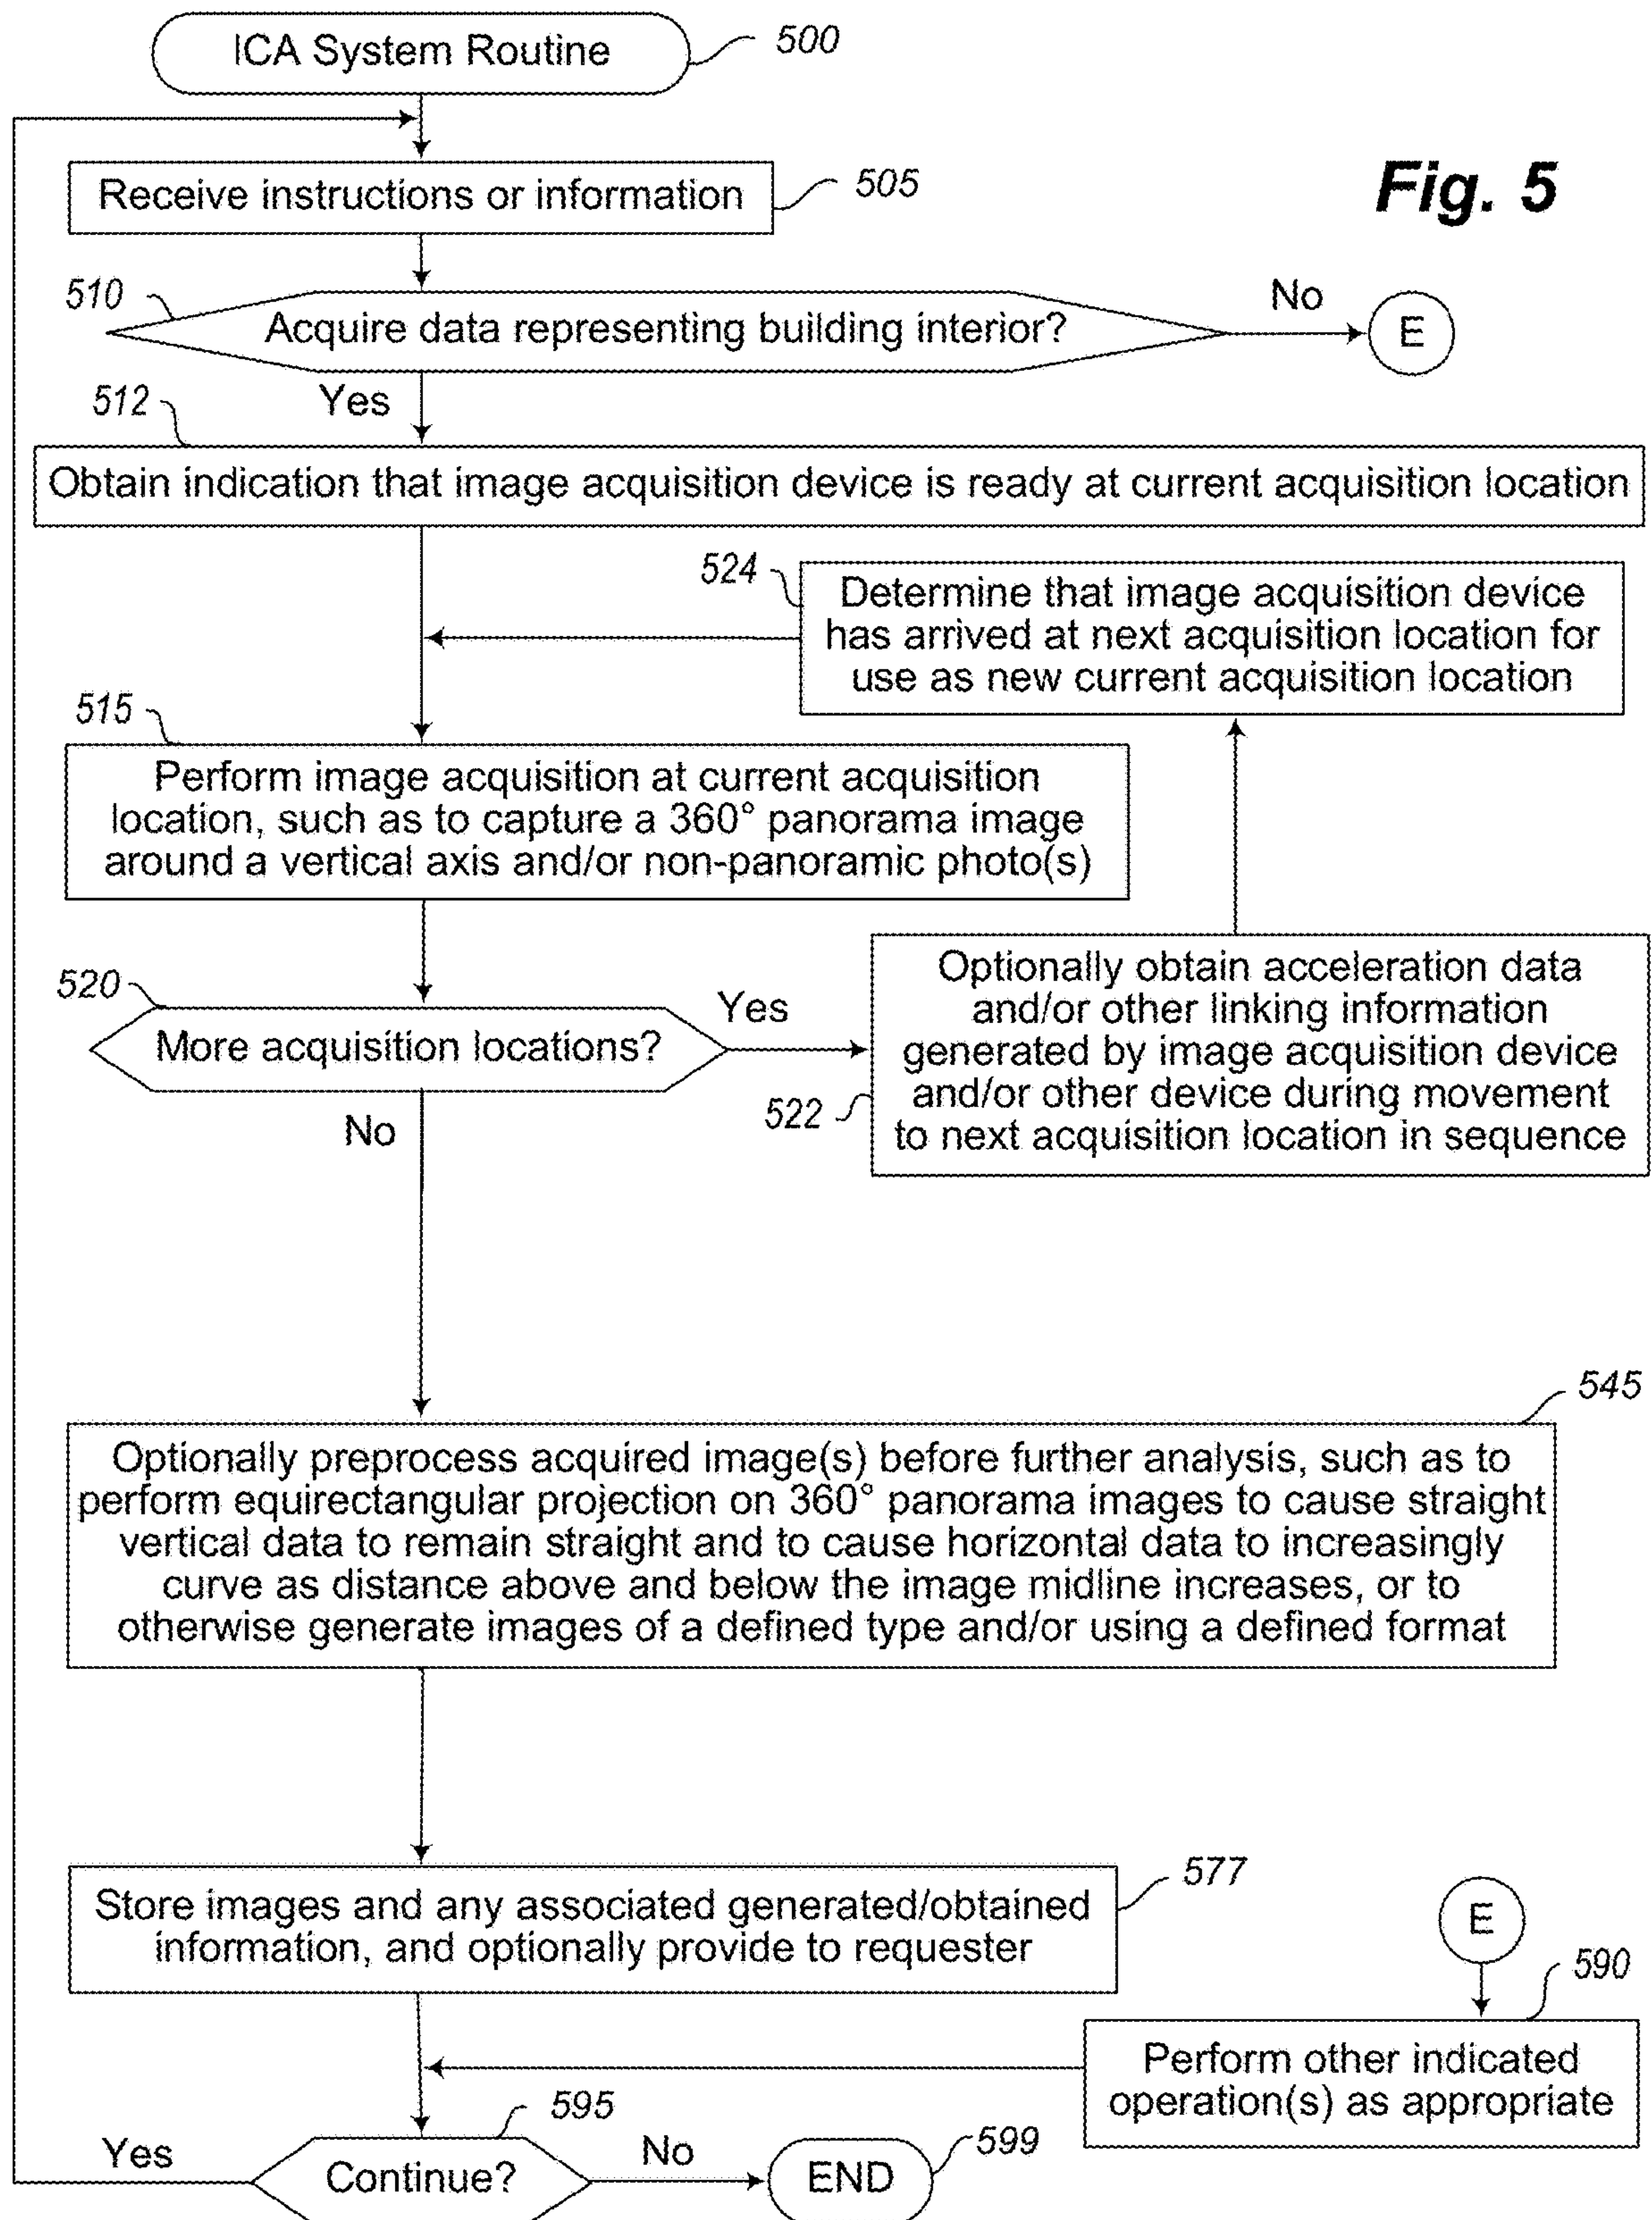 ICA System Routine
500
Fig. 5
Receive instructions or information
505
510
Acquire data representing building interior?
No
E
Yes
512
Obtain indication that image acquisition device is ready at current acquisition location
524
Determine that image acquisition device
has arrived at next acquisition location for
use as new current acquisition location
515
Perform image acquisition at current acquisition
location, such as to capture a 360° panorama image
around a vertical axis and/or non-panoramic photo(s)
520
More acquisition locations?
Yes
No
522
Optionally obtain acceleration data
and/or other linking information
generated by image acquisition device
and/or other device during movement
to next acquisition location in sequence
545
Optionally preprocess acquired image(s) before further analysis, such as to
perform equirectangular projection on 360° panorama images to cause straight
vertical data to remain straight and to cause horizontal data to increasingly
curve as distance above and below the image midline increases, or to
otherwise generate images of a defined type and/or using a defined format
577
Store images and any associated generated/obtained
information, and optionally provide to requester
E
590
Perform other indicated
operation(s) as appropriate
595
Continue?
Yes
No
END
599